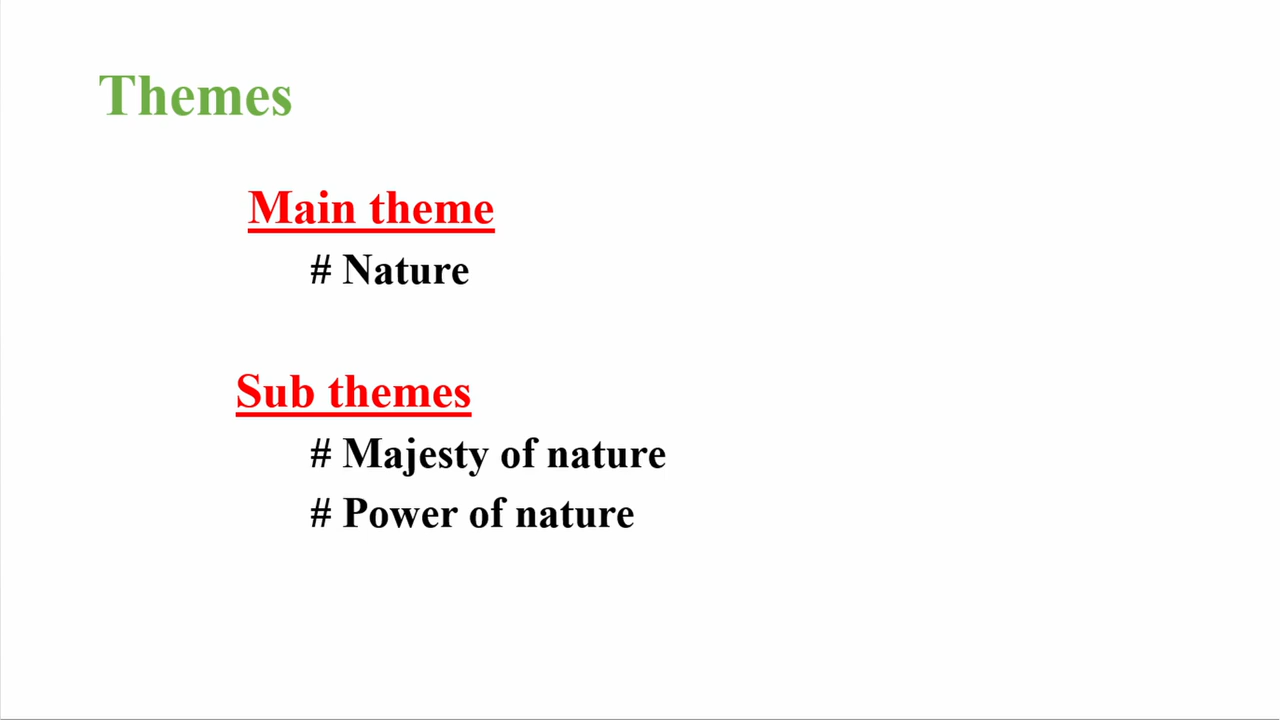 Themes
Main theme
# Nature
Sub themes
# Majesty of nature
# Power of nature